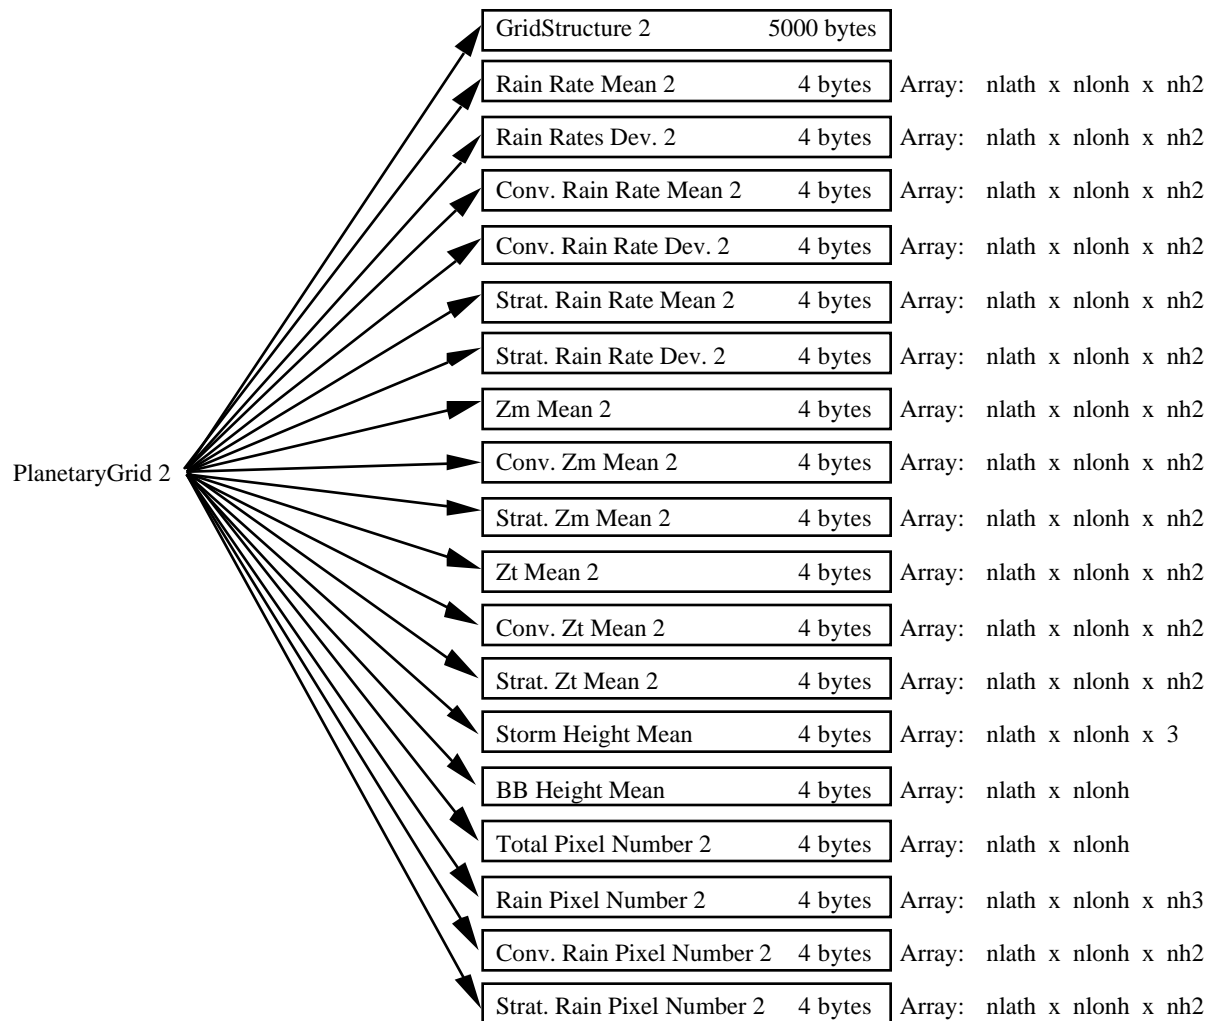 GridStructure 2 5000 bytes
Rain Rate Mean 2 4 bytes Array: nlath x nlonh x nh2
Rain Rates Dev. 2 4 bytes Array: nlath x nlonh x nh2
Conv. Rain Rate Mean 2 4 bytes Array: nlath x nlonh x nh2
Conv. Rain Rate Dev. 2 4 bytes Array: nlath x nlonh x nh2
Strat. Rain Rate Mean 2 4 bytes Array: nlath x nlonh x nh2
Strat. Rain Rate Dev. 2 4 bytes Array: nlath x nlonh x nh2
Zm Mean 2 4 bytes Array: nlath x nlonh x nh2
Conv. Zm Mean 2 4 bytes Array: nlath x nlonh x nh2
PlanetaryGrid 2
Strat. Zm Mean 2 4 bytes Array: nlath x nlonh x nh2
Zt Mean 2 4 bytes Array: nlath x nlonh x nh2
Conv. Zt Mean 2 4 bytes Array: nlath x nlonh x nh2
Strat. Zt Mean 2 4 bytes Array: nlath x nlonh x nh2
Storm Height Mean 4 bytes Array: nlath x nlonh x 3
BB Height Mean 4 bytes Array: nlath x nlonh
Total Pixel Number 2 4 bytes Array: nlath x nlonh
Rain Pixel Number 2 4 bytes Array: nlath x nlonh x nh3
Conv. Rain Pixel Number 2 4 bytes Array: nlath x nlonh x nh2
Strat. Rain Pixel Number 2 4 bytes Array: nlath x nlonh x nh2